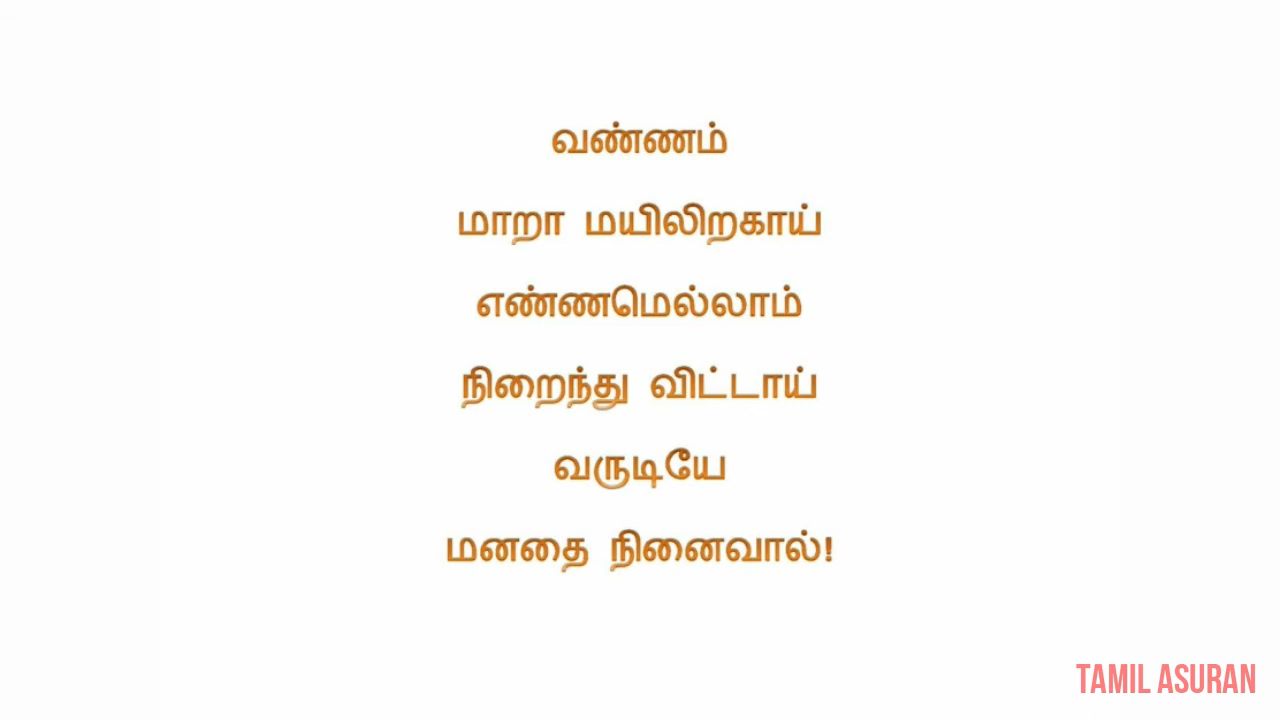 வண்ணம்
மாறா மயிலிறகாய்
எண்ணமெல்லாம்
நிறைந்து விட்டாய்
வருடியே
மனதை நினைவால்!
TAMIL ASURAN